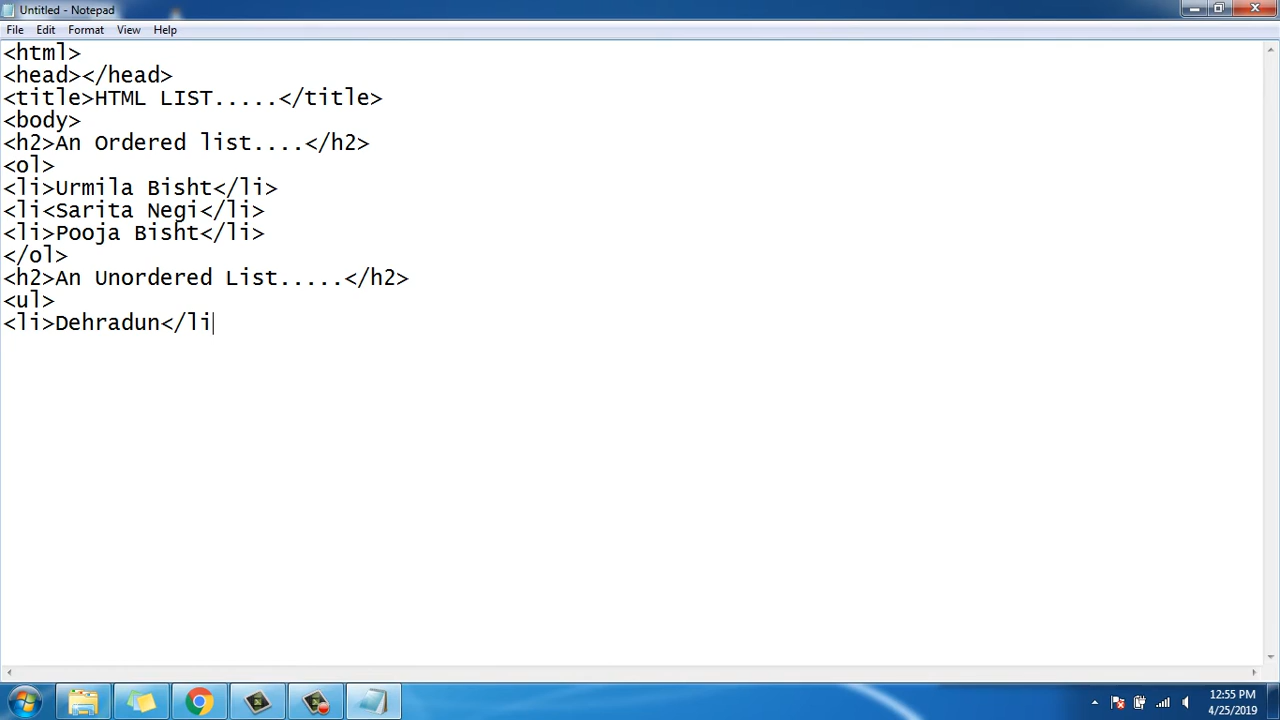 Untitled - Notepad
File Edit Format View Help
<html>
<head></head>
<title>HTML LIST.....</title>
<body>
<h2>An Ordered list....</h2>
<ol>
<li>Urmila Bisht</li>
<li<Sarita Negi</li>
<li>Pooja Bisht</li>
</ol>
<h2>An Unordered List.....</h2>
<ul>
<li>Dehradun</li
12:55 PM
4/25/2019